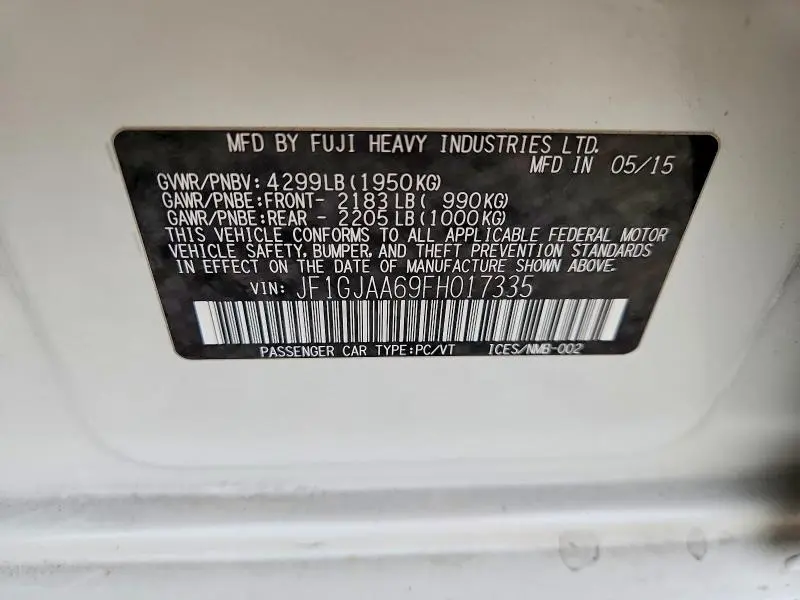 MFD BY FUJI HEAVY INDUSTRIES LTD.
MFD IN 05/15
GVWR/PNBV: 4299LB(1950KG)
GAWR/PNBE:FRONT- 2183LB( 990KG)
GAWR/PNBE:REAR - 2205LB(1000KG)
THIS VEHICLE CONFORMS TO ALL APPLICABLE FEDERAL MOTOR
VEHICLE SAFETY, BUMPER, AND THEFT PREVENTION STANDARDS
IN EFFECT ON THE DATE OF MANUFACTURE SHOWN ABOVE.
VIN: JF1GJAA69FH017335
PASSENGER CAR TYPE:PC/VT ICES/NMB-002